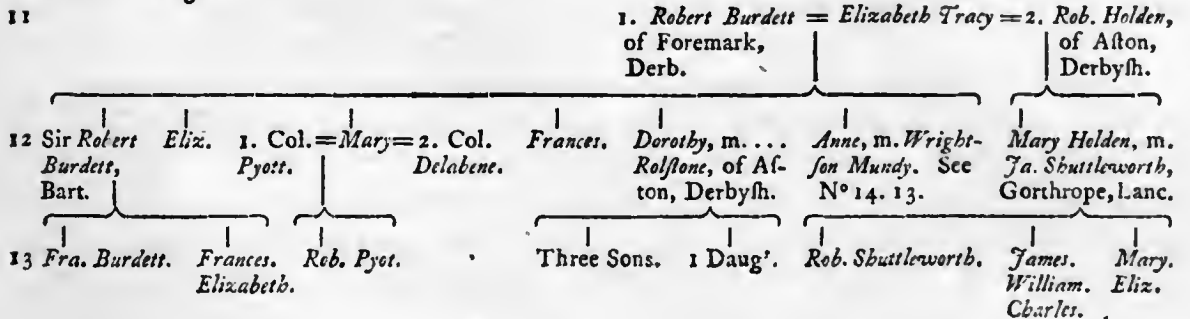 11 1. Robert Burdett = Elizabeth Tracy = 2. Rob. Holden,
of Foremark, of Aſton,
Derb. Derbyſh.
12 Sir Robert Eliz. 1. Col. = Mary = 2. Col. Frances. Dorothy, m. . . . Anne, m. Wright- Mary Holden, m.
Burdett, Pyott. Delabene. Rolſtone, of Aſ- ſon Mundy. See Ja. Shuttleworth,
Bart. ton, Derbyſh. N° 14. 13. Gorthrope, Lanc.
13 Fra. Burdett. Frances. Rob. Pyot. Three Sons. 1 Daugr. Rob. Shuttleworth. James. Mary.
Elizabeth. William. Eliz.
Charles.